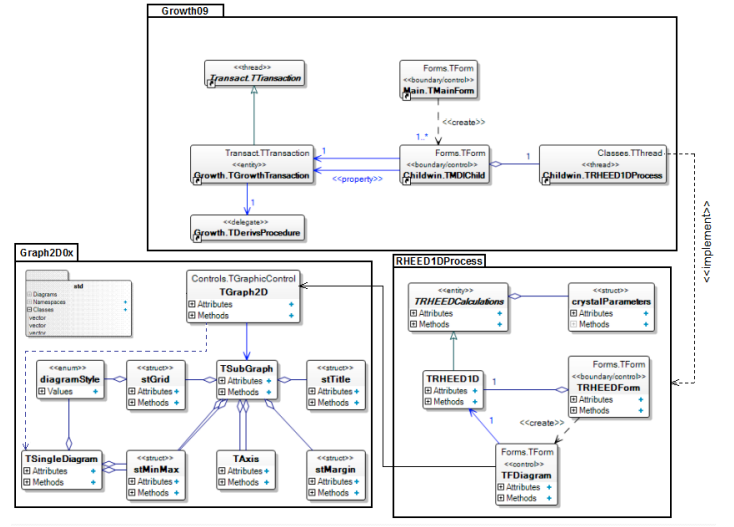 Growth09
<<thread>>
Transact.TTransaction
Forms.TForm
<<boundary/control>>
Main.TMainForm
<<create>>
1..*
Transact.TTransaction
<<entity>>
Growth.TGrowthTransaction
1
<<property>>
Forms.TForm
<<boundary/control>>
Childwin.TMDIChild
1
Classes.TThread
<<thread>>
Childwin.TRHEED1DProcess
1
<<delegate>>
Growth.TDerivsProcedure
<<implement>>
Graph2D0x
std
Diagrams
Namespaces +
Classes +
vector
vector
vector
Controls.TGraphicControl
TGraph2D
Attributes +
Methods +
<<enum>>
diagramStyle
Values +
<<struct>>
stGrid
Attributes +
Methods +
TSubGraph
Attributes +
Methods +
<<struct>>
stTitle
Attributes +
Methods +
TSingleDiagram
Attributes +
Methods +
<<struct>>
stMinMax
Attributes +
Methods +
TAxis
Attributes +
Methods +
<<struct>>
stMargin
Attributes +
Methods +
RHEED1DProcess
<<entity>>
TRHEEDCalculations
Attributes +
Methods +
<<struct>>
crystalParameters
Attributes +
Methods +
TRHEED1D
Attributes +
Methods +
1
Forms.TForm
<<boundary/control>>
TRHEEDForm
Attributes +
Methods +
1
<<create>>
Forms.TForm
<<control>>
TFDiagram
Attributes +
Methods +